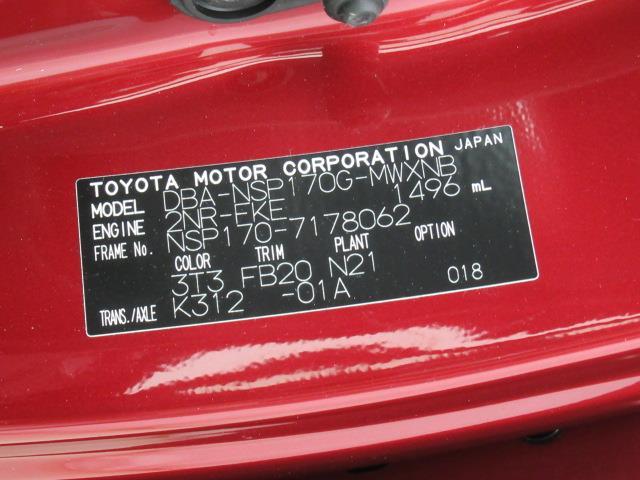 TOYOTA MOTOR CORPORATION JAPAN
MODEL DBA-NSP170G-MWXNB
ENGINE 2NR-FKE 1496 mL
FRAME No. NSP170-7178062
COLOR TRIM PLANT OPTION
3T3 FB20 N21
TRANS./AXLE K312 -01A 018